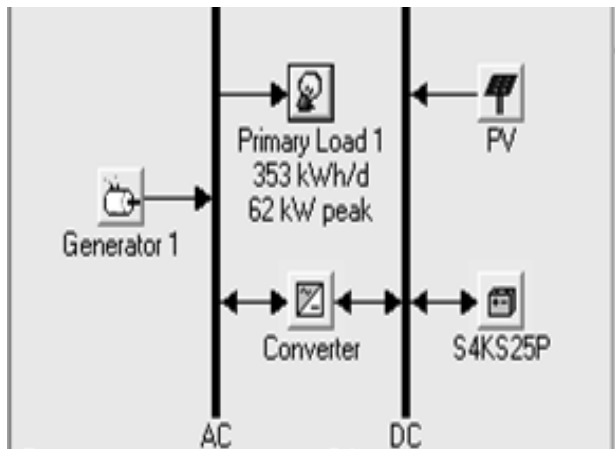 Primary Load 1
353 kWh/d
62 kW peak
PV
Generator 1
Converter
S4KS25P
AC
DC